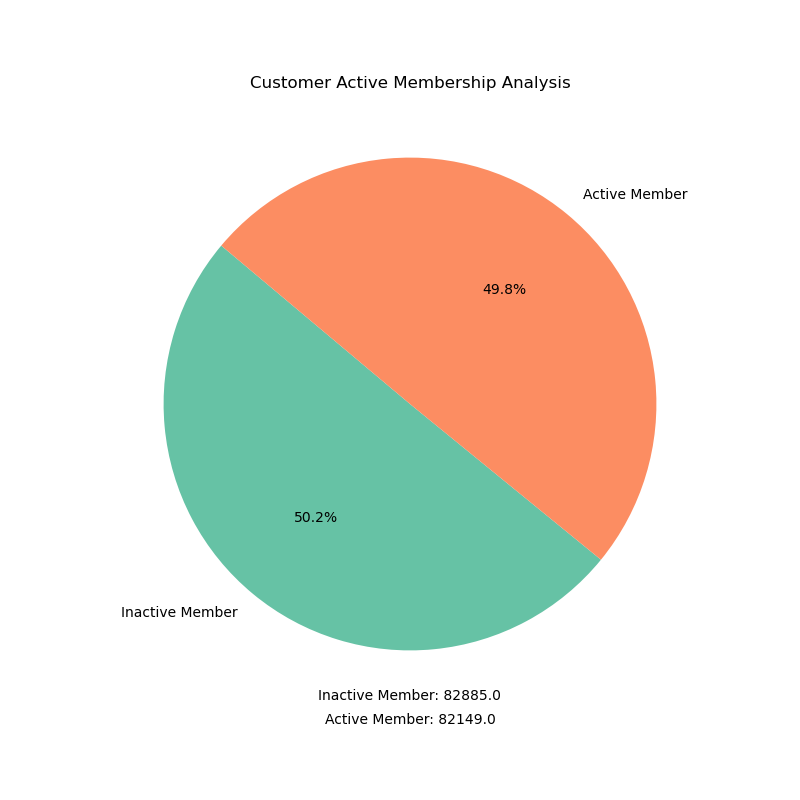 Customer Active Membership Analysis
Active Member
49.8%
50.2%
Inactive Member
Inactive Member: 82885.0
Active Member: 82149.0